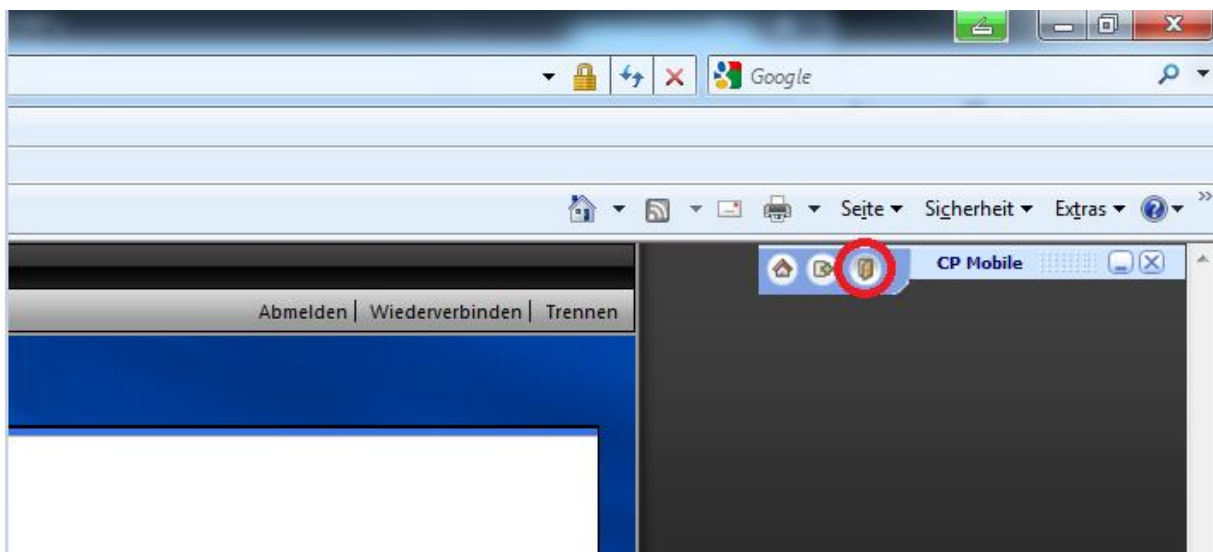 Google
Seite Sicherheit Extras
CP Mobile
Abmelden | Wiederverbinden | Trennen